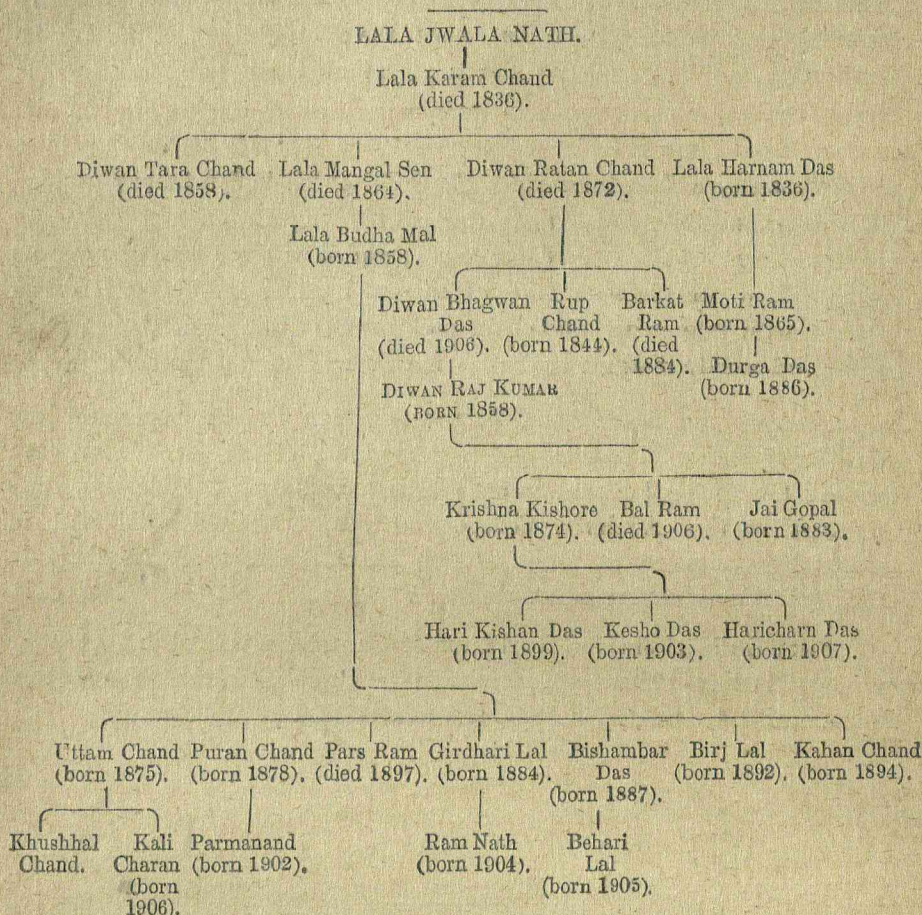 LALA JWALA NATH.
Lala Karam Chand
(died 1836).
Diwan Tara Chand
(died 1858).
Lala Mangal Sen
(died 1864).
Diwan Ratan Chand
(died 1872).
Lala Harnam Das
(born 1836).
Lala Budha Mal
(born 1858).
Diwan Bhagwan
Das
(died 1906).
Rup
Chand
(born 1844).
Barkat
Ram
(died
1884).
Moti Ram
(born 1865).
Durga Das
(born 1886).
DIWAN RAJ KUMAR
(BORN 1858).
Krishna Kishore
(born 1874).
Bal Ram
(died 1906).
Jai Gopal
(born 1883).
Hari Kishan Das
(born 1899).
Kesho Das
(born 1903).
Haricharn Das
(born 1907).
Uttam Chand
(born 1875).
Puran Chand
(born 1878).
Pars Ram
(died 1897).
Girdhari Lal
(born 1884).
Bishambar
Das
(born 1887).
Birj Lal
(born 1892).
Kahan Chand
(born 1894).
Khushhal
Chand.
Kali
Charan
(born
1906).
Parmanand
(born 1902).
Ram Nath
(born 1904).
Behari
Lal
(born 1905).